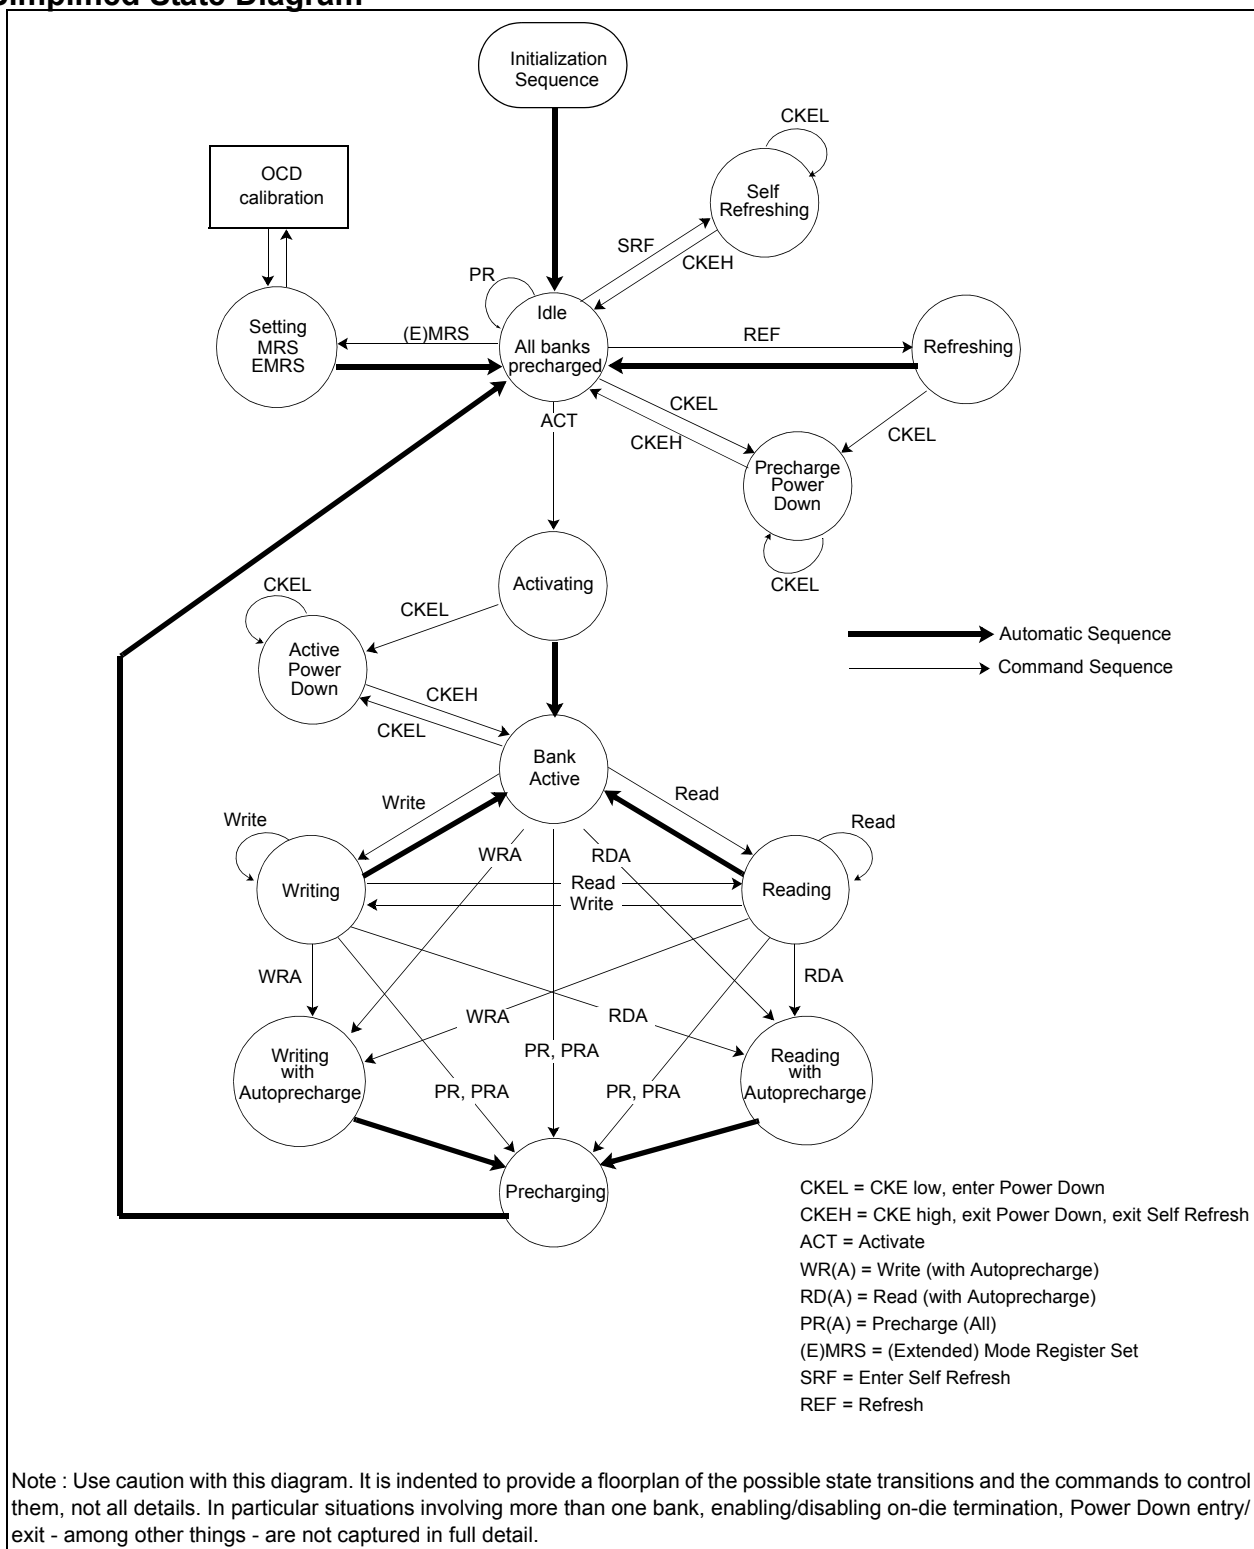 Simplified State Diagram
Initialization
Sequence
CKEL
OCD
calibration
Self
Refreshing
SRF
CKEH
PR
Idle
All banks
precharged
Setting
MRS
EMRS
(E)MRS
REF
Refreshing
CKEL
CKEH
CKEL
ACT
Precharge
Power
Down
CKEL
Activating
CKEL
CKEL
Active
Power
Down
Automatic Sequence
Command Sequence
CKEH
CKEL
Bank
Active
Write
Read
Write
Read
WRA
RDA
Writing
Read
Write
Reading
WRA
RDA
WRA
RDA
PR, PRA
Writing
with
Autoprecharge
Reading
with
Autoprecharge
PR, PRA
PR, PRA
Precharging
CKEL = CKE low, enter Power Down
CKEH = CKE high, exit Power Down, exit Self Refresh
ACT = Activate
WR(A) = Write (with Autoprecharge)
RD(A) = Read (with Autoprecharge)
PR(A) = Precharge (All)
(E)MRS = (Extended) Mode Register Set
SRF = Enter Self Refresh
REF = Refresh
Note : Use caution with this diagram. It is indented to provide a floorplan of the possible state transitions and the commands to control
them, not all details. In particular situations involving more than one bank, enabling/disabling on-die termination, Power Down entry/
exit - among other things - are not captured in full detail.